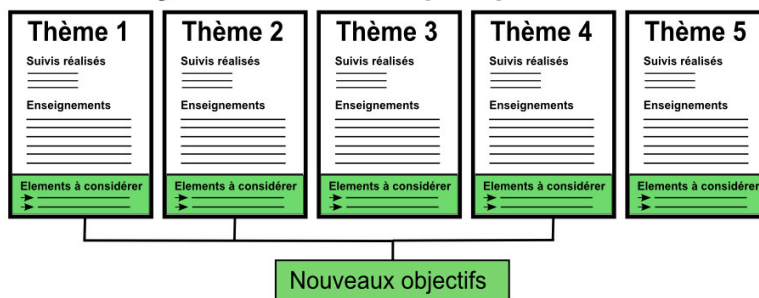 Thème 1
Suivis réalisés
Enseignements
Elements à considérer
Thème 2
Suivis réalisés
Enseignements
Elements à considérer
Thème 3
Suivis réalisés
Enseignements
Elements à considérer
Thème 4
Suivis réalisés
Enseignements
Elements à considérer
Thème 5
Suivis réalisés
Enseignements
Elements à considérer
Nouveaux objectifs